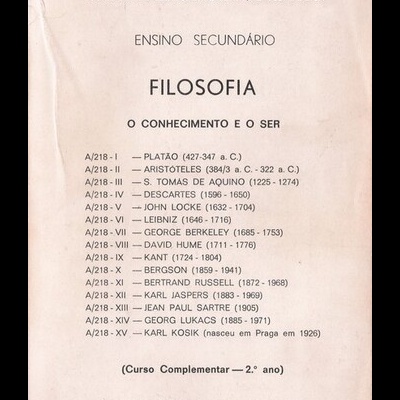 ENSINO SECUNDÁRIO
FILOSOFIA
O CONHECIMENTO E O SER
A/218 - I — PLATÃO (427-347 a. C.)
A/218 - II — ARISTÓTELES (384/3 a. C. - 322 a. C.)
A/218 - III — S. TOMÁS DE AQUINO (1225 - 1274)
A/218 - IV — DESCARTES (1596 - 1650)
A/218 - V — JOHN LOCKE (1632 - 1704)
A/218 - VI — LEIBNIZ (1646 - 1716)
A/218 - VII — GEORGE BERKELEY (1685 - 1753)
A/218 - VIII — DAVID HUME (1711 - 1776)
A/218 - IX — KANT (1724 - 1804)
A/218 - X — BERGSON (1859 - 1941)
A/218 - XI — BERTRAND RUSSELL (1872 - 1968)
A/218 - XII — KARL JASPERS (1883 - 1969)
A/218 - XIII — JEAN PAUL SARTRE (1905)
A/218 - XIV — GEORG LUKACS (1885 - 1971)
A/218 - XV — KARL KOSIK (nasceu em Praga em 1926)
(Curso Complementar — 2.º ano)